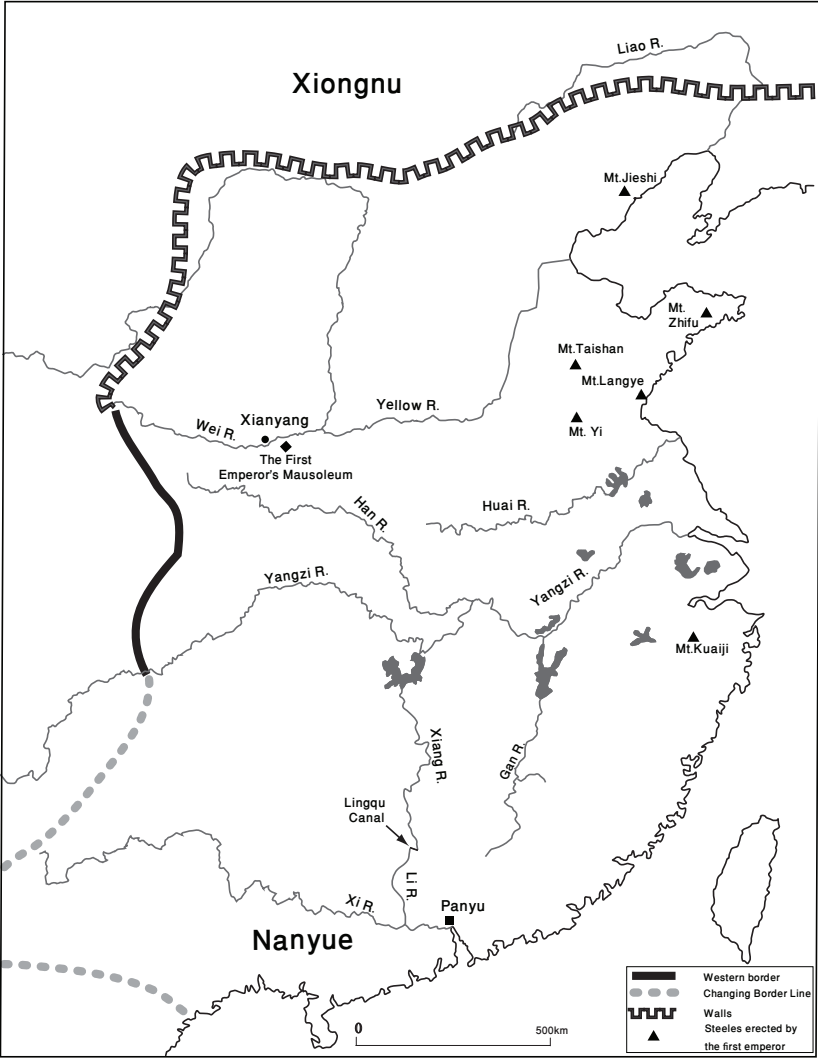 Liao R.
Xiongnu
Mt.Jieshi
Mt.
Zhifu
Mt.Taishan
Mt.Langye
Yellow R.
Xianyang
Wei R.
Mt. Yi
The First
Emperor's Mausoleum
Han R.
Huai R.
Yangzi R.
Yangzi R.
Mt.Kuaiji
Xiang R.
Gan R.
Lingqu
Canal
Li R.
Xi R.
Panyu
Nanyue
Western border
Changing Border Line
Walls
Steeles erected by
the first emperor
0
500km